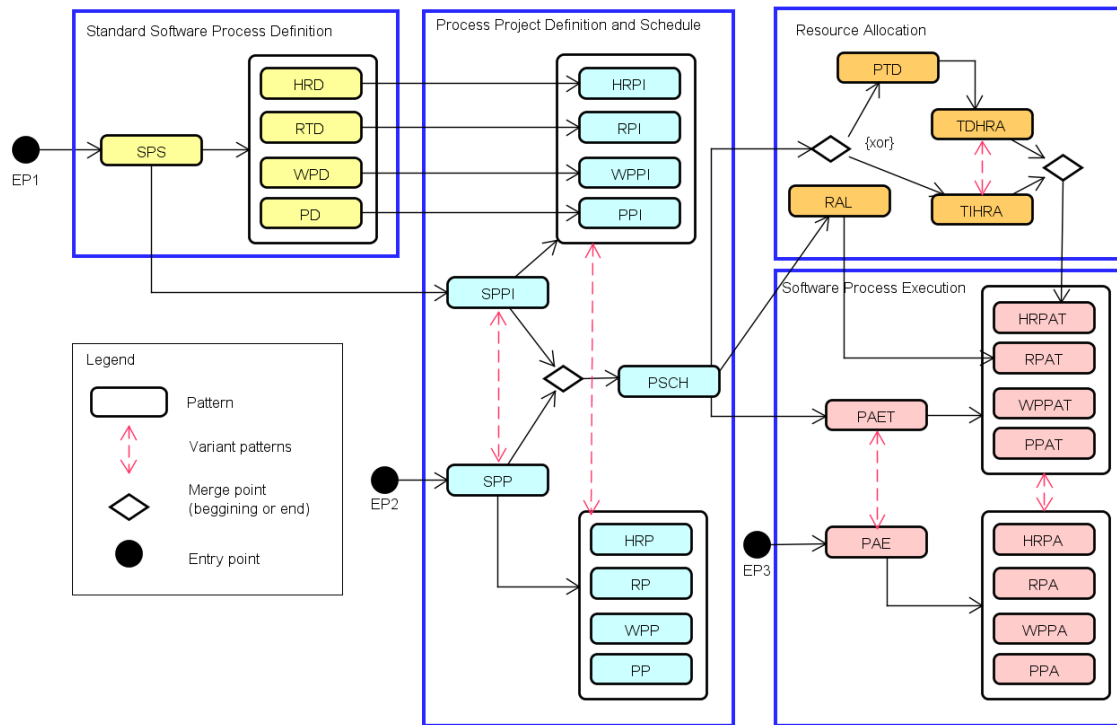 Standard Software Process Definition
HRD
RTD
WPD
PD
SPS
EP1
Process Project Definition and Schedule
HRPI
RPI
WPPI
PPI
SPPI
PSCH
SPP
EP2
HRP
RP
WPP
PP
Resource Allocation
PTD
TDHRA
{xor}
RAL
TIHRA
Software Process Execution
HRPAT
RPAT
WPPAT
PPAT
PAET
PAE
EP3
HRPA
RPA
WPPA
PPA
Legend
Pattern
Variant patterns
Merge point
(beggining or end)
Entry point